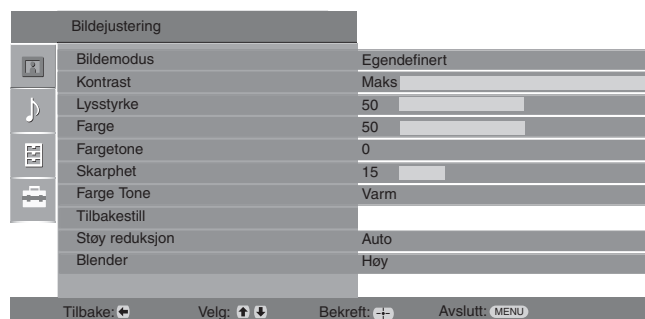 Bildejustering
Bildemodus Egendefinert
Kontrast Maks
Lysstyrke 50
Farge 50
Fargetone 0
Skarphet 15
Farge Tone Varm
Tilbakestill
Støy reduksjon Auto
Blender Høy
Tilbake: Velg: Bekreft: Avslutt: MENU